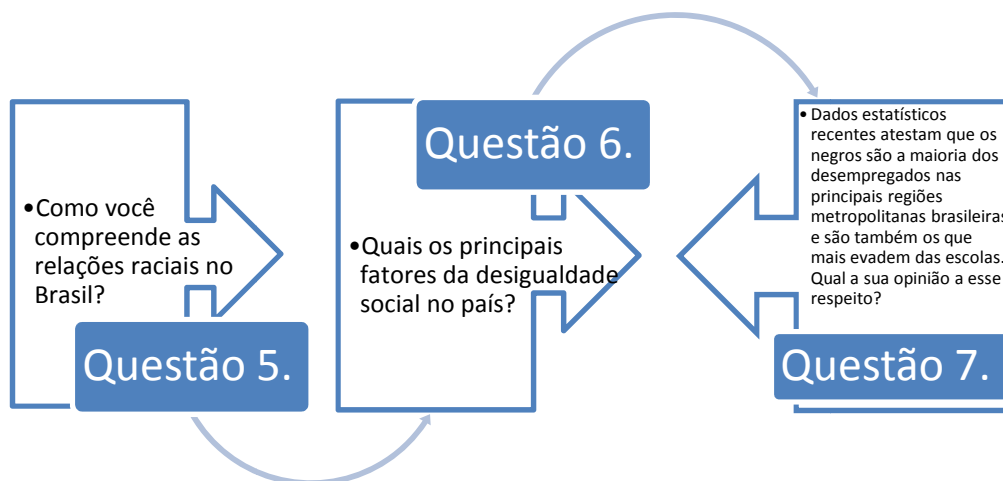 •Como você
compreende as
relações raciais no
Brasil?
Questão 5.
Questão 6.
•Quais os principais
fatores da desigualdade
social no país?
• Dados estatísticos
recentes atestam que os
negros são a maioria dos
desempregados nas
principais regiões
metropolitanas brasileiras
e são também os que
mais evadem das escolas.
Qual a sua opinião a esse
respeito?
Questão 7.